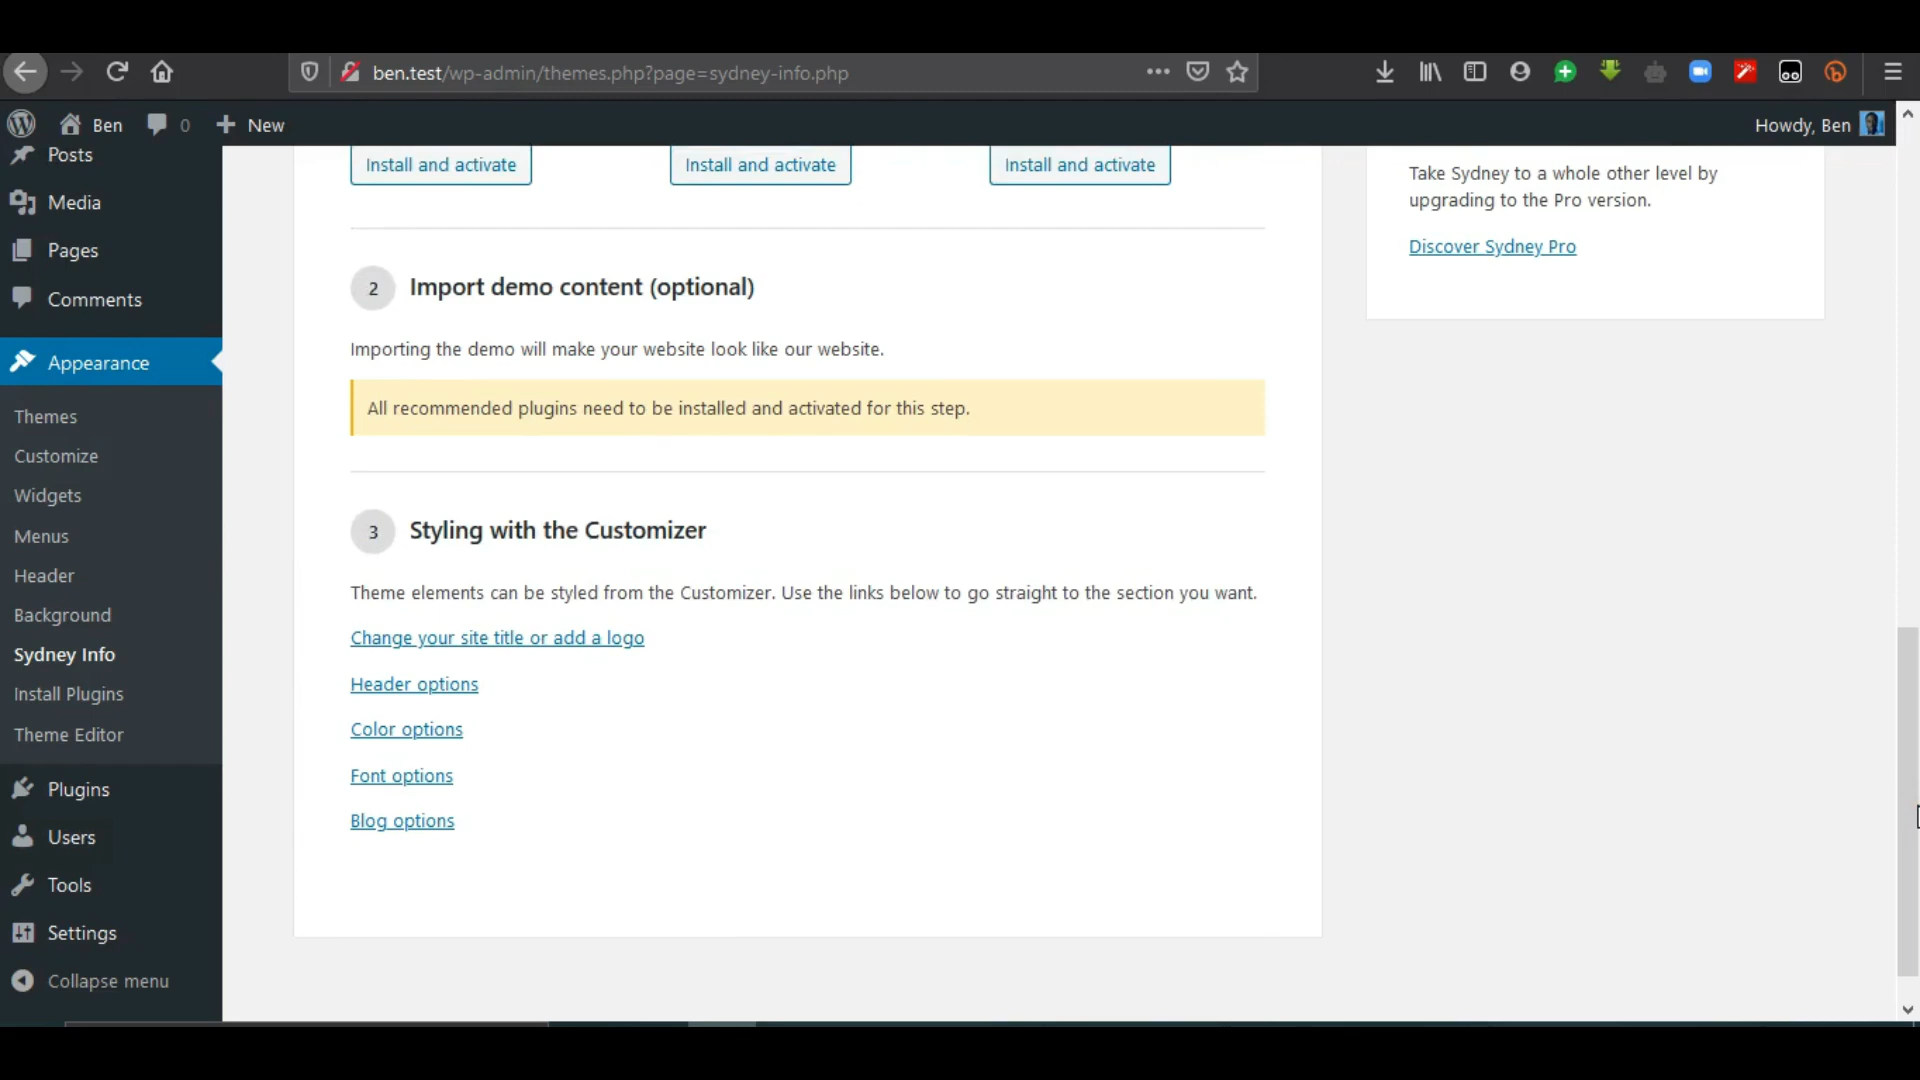 ben.test/wp-admin/themes.php?page=sydney-info.php
Ben 0 New Howdy, Ben
Posts
Media
Pages
Comments
Appearance
Themes
Customize
Widgets
Menus
Header
Background
Sydney Info
Install Plugins
Theme Editor
Plugins
Users
Tools
Settings
Collapse menu
Install and activate Install and activate Install and activate
2 Import demo content (optional)
Importing the demo will make your website look like our website.
All recommended plugins need to be installed and activated for this step.
3 Styling with the Customizer
Theme elements can be styled from the Customizer. Use the links below to go straight to the section you want.
Change your site title or add a logo
Header options
Color options
Font options
Blog options
Take Sydney to a whole other level by
upgrading to the Pro version.
Discover Sydney Pro